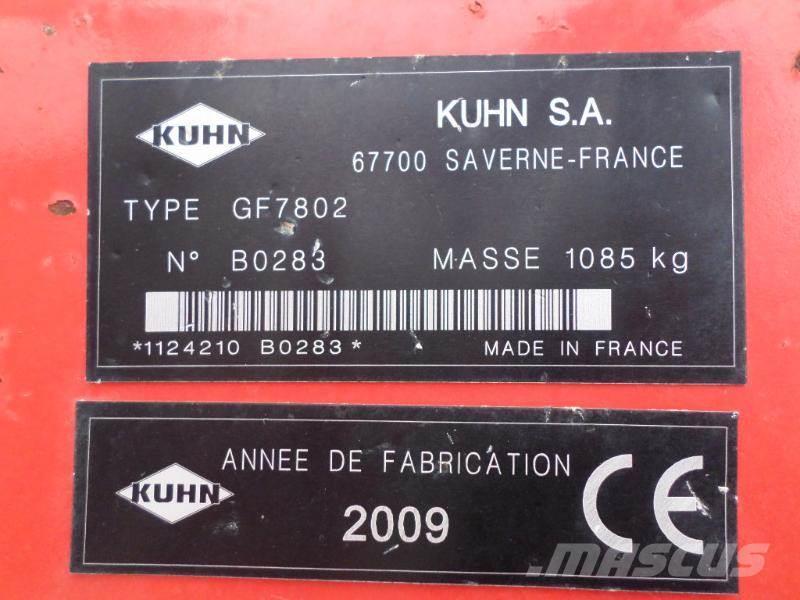 KUHN
KUHN S.A.
67700 SAVERNE-FRANCE
TYPE GF7802
N° B0283 MASSE 1085 kg
*1124210 B0283*
MADE IN FRANCE
KUHN
ANNEE DE FABRICATION
2009
CE
MASCUS